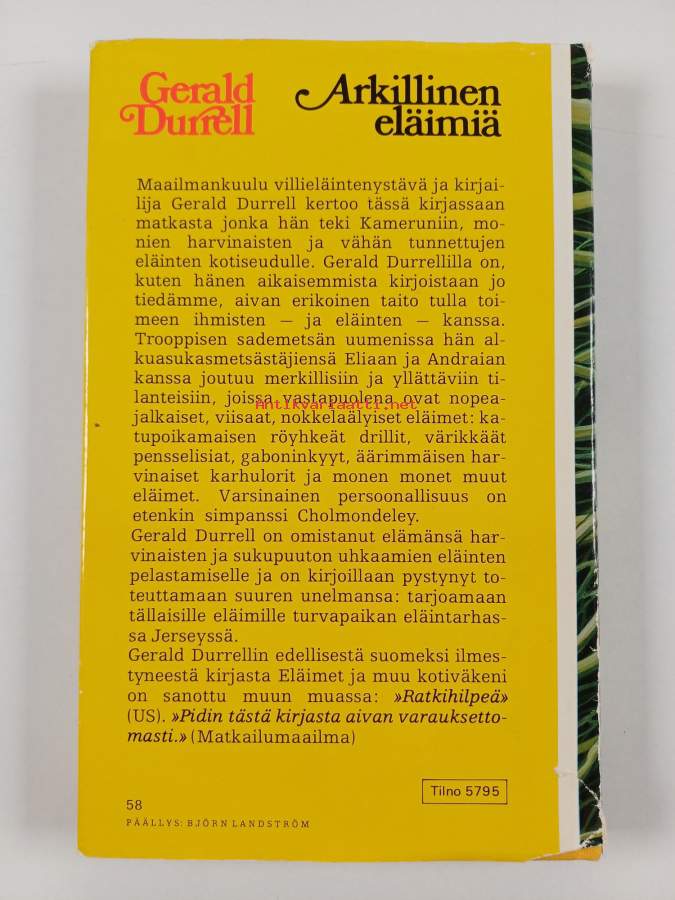 Gerald
Durrell
Arkillinen
eläimiä
Maailmankuulu villieläintenystävä ja kirjai-
lija Gerald Durrell kertoo tässä kirjassaan
matkasta jonka hän teki Kameruniin, mo-
nien harvinaisten ja vähän tunnettujen
eläinten kotiseudulle. Gerald Durrellilla on,
kuten hänen aikaisemmista kirjoistaan jo
tiedämme, aivan erikoinen taito tulla toi-
meen ihmisten — ja eläinten — kanssa.
Trooppisen sademetsän uumenissa hän al-
kuasukasmetsästäjiensä Eliaan ja Andraian
kanssa joutuu merkillisiin ja yllättäviin ti-
lanteisiin, joissa vastapuolena ovat nopea-
Antikvariaatti.net
jalkaiset, viisaat, nokkelaälyiset eläimet: ka-
tupoikamaisen röyhkeät drillit, värikkäät
pensselisiat, gaboninkyyt, äärimmäisen har-
vinaiset karhulorit ja monen monet muut
eläimet. Varsinainen persoonallisuus on
etenkin simpanssi Cholmondeley.
Gerald Durrell on omistanut elämänsä har-
vinaisten ja sukupuuton uhkaamien eläinten
pelastamiselle ja on kirjoillaan pystynyt to-
teuttamaan suuren unelmansa: tarjoamaan
tällaisille eläimille turvapaikan eläintarhas-
sa Jerseyssä.
Gerald Durrellin edellisestä suomeksi ilmes-
tyneestä kirjasta Eläimet ja muu kotiväkeni
on sanottu muun muassa: »Ratkihilpeä»
(US). »Pidin tästä kirjasta aivan varauksetto-
masti.» (Matkailumaailma)
Tilno 5795
58
PÄÄLLYS: BJÖRN LANDSTRÖM